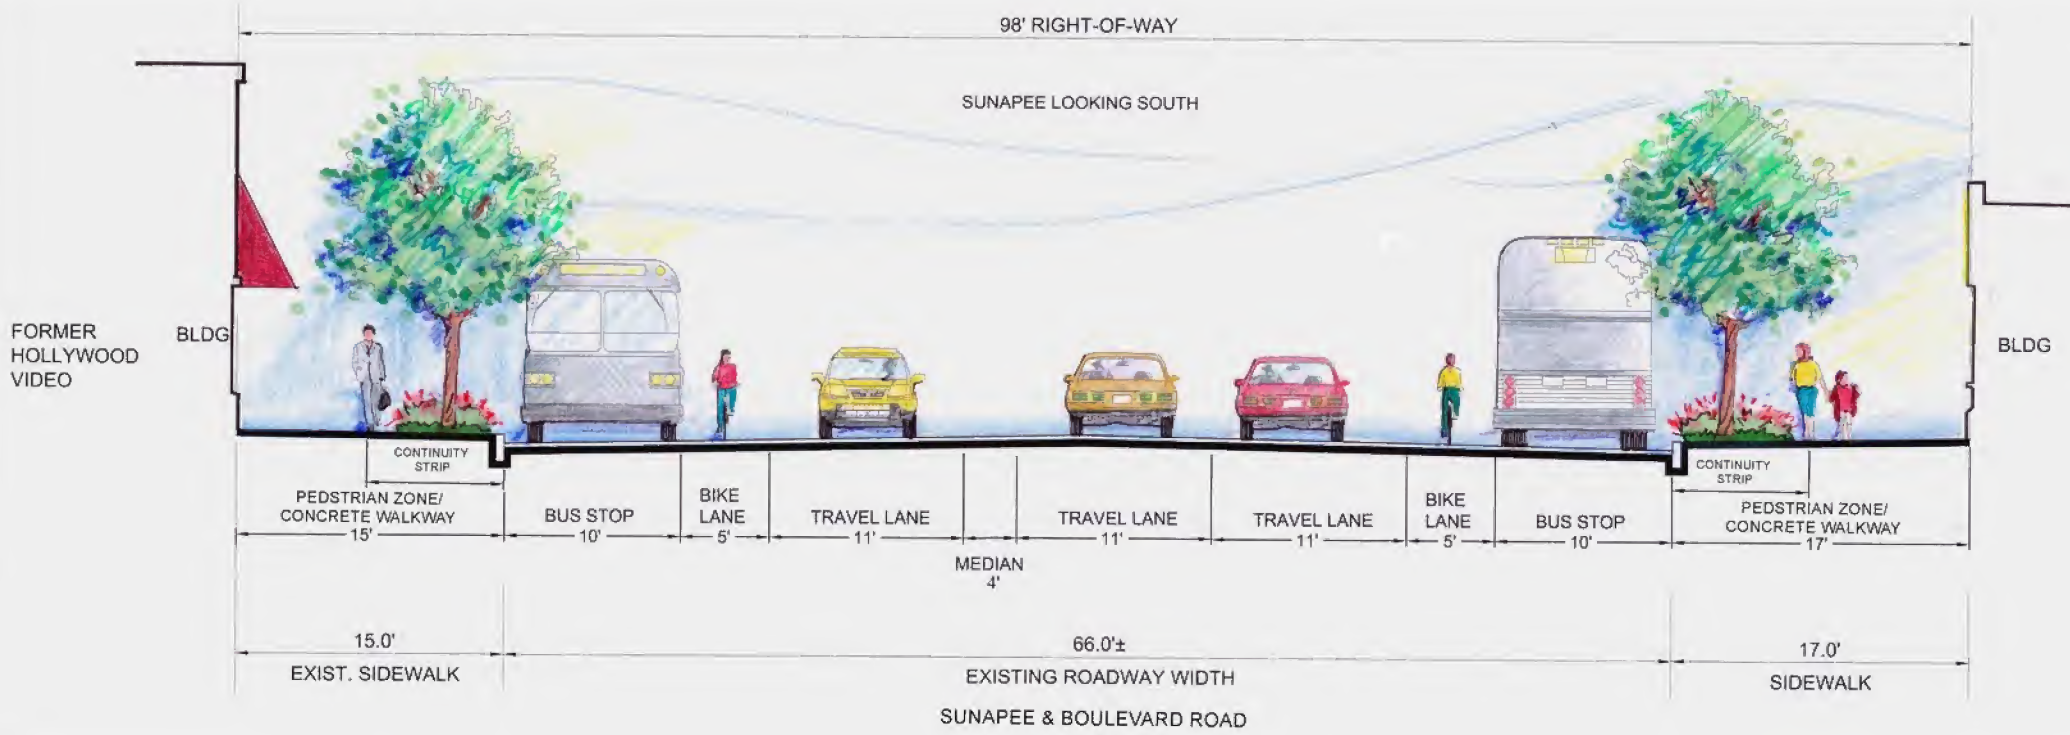 98' RIGHT-OF-WAY
SUNAPEE LOOKING SOUTH
FORMER
HOLLYWOOD
VIDEO
BLDG
BLDG
CONTINUITY
STRIP
PEDSTRIAN ZONE/
CONCRETE WALKWAY
15'
BUS STOP
10'
BIKE
LANE
5'
TRAVEL LANE
11'
MEDIAN
4'
TRAVEL LANE
11'
TRAVEL LANE
11'
BIKE
LANE
5'
BUS STOP
10'
CONTINUITY
STRIP
PEDSTRIAN ZONE/
CONCRETE WALKWAY
17'
15.0'
EXIST. SIDEWALK
66.0'±
EXISTING ROADWAY WIDTH
17.0'
SIDEWALK
SUNAPEE & BOULEVARD ROAD